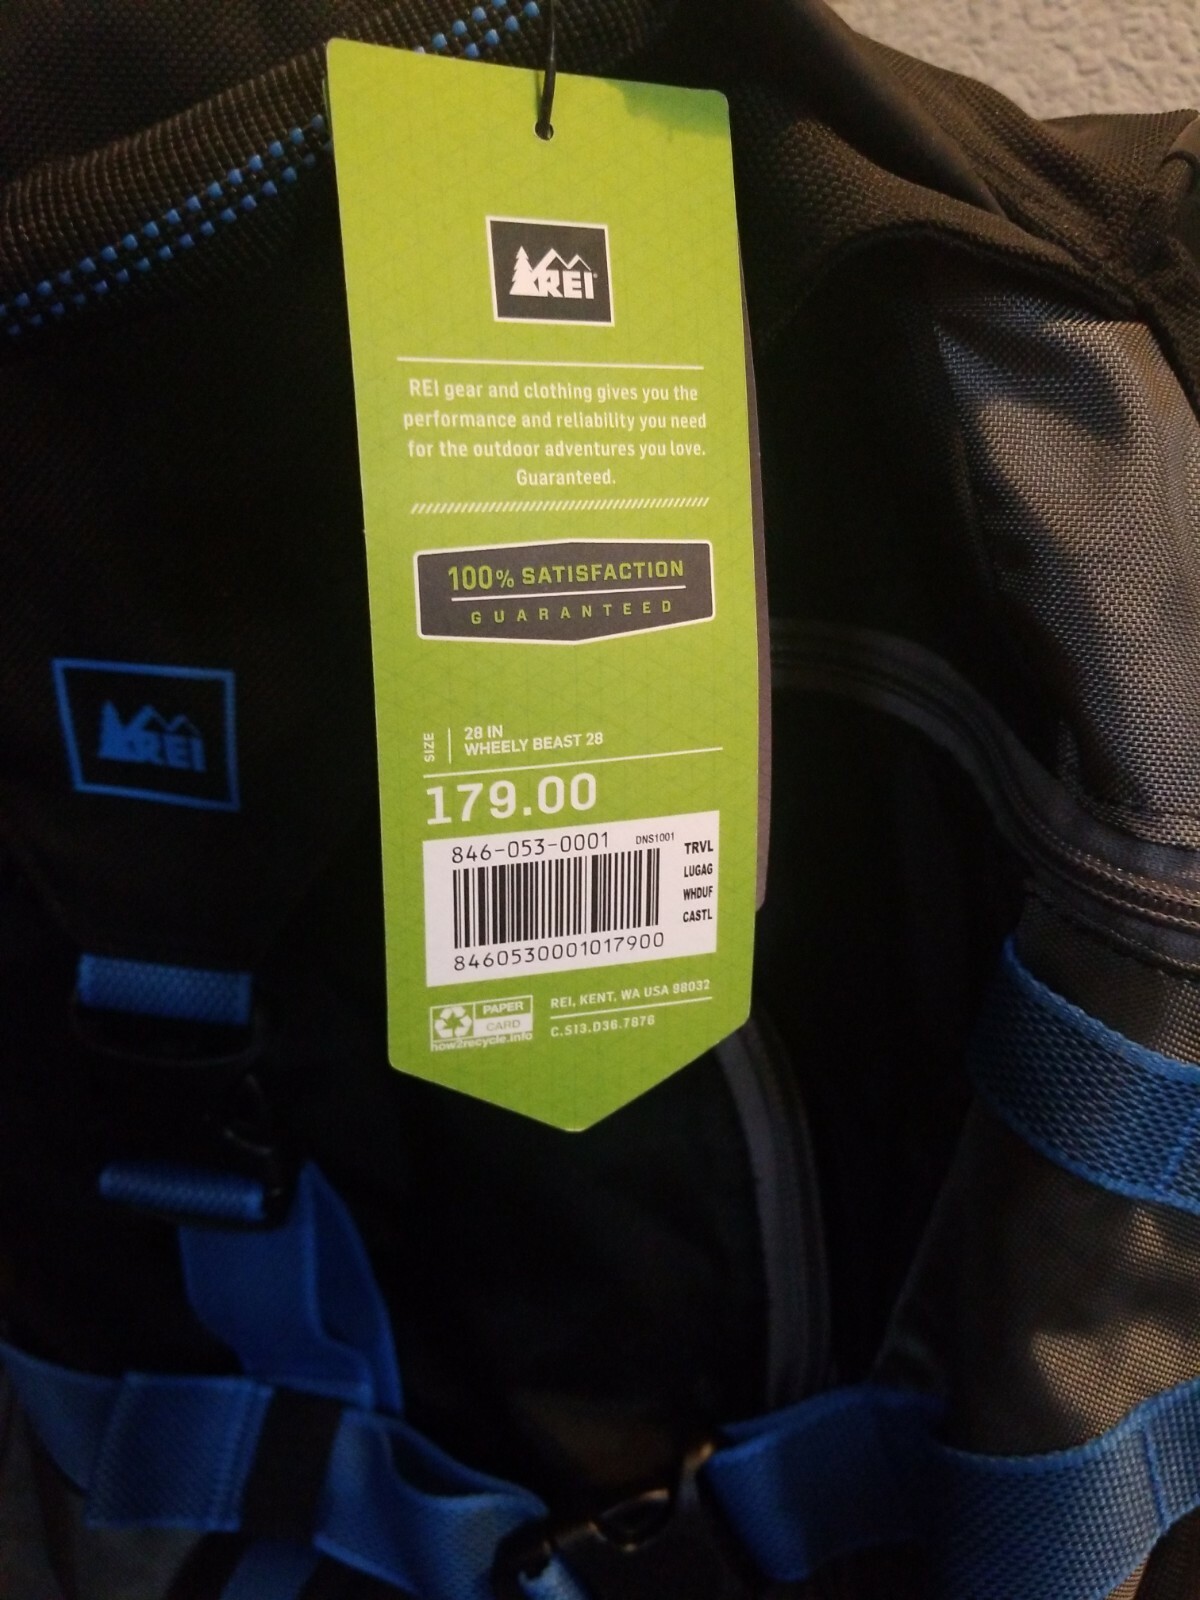 REI
REI gear and clothing gives you the
performance and reliability you need
for the outdoor adventures you love.
Guaranteed.
100% SATISFACTION
GUARANTEED
SIZE
28 IN
WHEELY BEAST 28
179.00
846-053-0001 DNS1001
TRVL
LUGAG
WHDUF
CASTL
8460530001017900
PAPER
CARD
how2recycle.info
REI, KENT, WA USA 98032
C.S13.D36.7876
REI